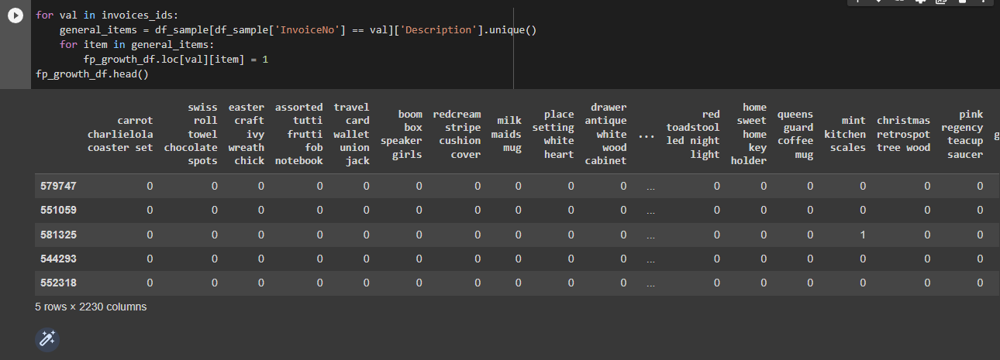 for val in invoices_ids:
general_items = df_sample[df_sample['InvoiceNo'] == val]['Description'].unique()
for item in general_items:
fp_growth_df.loc[val][item] = 1
fp_growth_df.head()
carrot charlielola coaster set swiss roll towel chocolate spots easter craft ivy wreath chick assorted tutti frutti fob notebook travel card wallet union jack boom box speaker girls redcream stripe cushion cover milk maids mug place setting white heart drawer antique white wood cabinet ... red toadstool led night light home sweet home key holder queens guard coffee mug mint kitchen scales christmas retrospot tree wood pink regency teacup saucer g
579747 0 0 0 0 0 0 0 0 0 0 ... 0 0 0 0 0 0
551059 0 0 0 0 0 0 0 0 0 0 ... 0 0 0 0 0 0
581325 0 0 0 0 0 0 0 0 0 0 ... 0 0 0 1 0 0
544293 0 0 0 0 0 0 0 0 0 0 ... 0 0 0 0 0 0
552318 0 0 0 0 0 0 0 0 0 0 ... 0 0 0 0 0 0
5 rows × 2230 columns